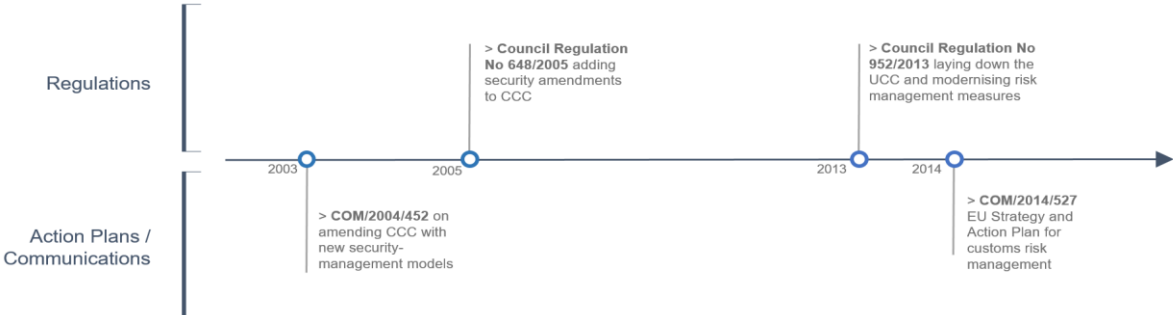 Regulations
> Council Regulation
No 648/2005 adding
security amendments
to CCC
> Council Regulation No
952/2013 laying down the
UCC and modernising risk
management measures
2003
2005
2013
2014
Action Plans /
Communications
> COM/2004/452 on
amending CCC with
new security-
management models
> COM/2014/527
EU Strategy and
Action Plan for
customs risk
management